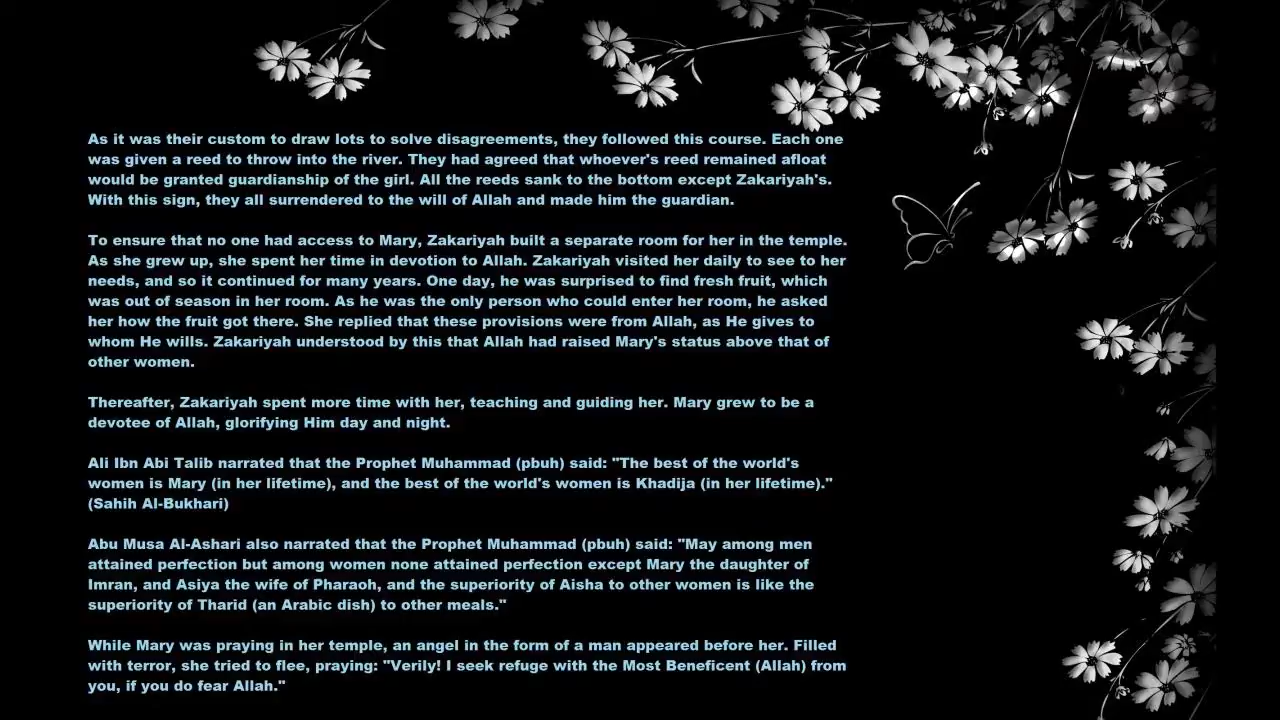 As it was their custom to draw lots to solve disagreements, they followed this course. Each one
was given a reed to throw into the river. They had agreed that whoever's reed remained afloat
would be granted guardianship of the girl. All the reeds sank to the bottom except Zakariyah's.
With this sign, they all surrendered to the will of Allah and made him the guardian.
To ensure that no one had access to Mary, Zakariyah built a separate room for her in the temple.
As she grew up, she spent her time in devotion to Allah. Zakariyah visited her daily to see to her
needs, and so it continued for many years. One day, he was surprised to find fresh fruit, which
was out of season in her room. As he was the only person who could enter her room, he asked
her how the fruit got there. She replied that these provisions were from Allah, as He gives to
whom He wills. Zakariyah understood by this that Allah had raised Mary's status above that of
other women.
Thereafter, Zakariyah spent more time with her, teaching and guiding her. Mary grew to be a
devotee of Allah, glorifying Him day and night.
Ali Ibn Abi Talib narrated that the Prophet Muhammad (pbuh) said: "The best of the world's
women is Mary (in her lifetime), and the best of the world's women is Khadija (in her lifetime)."
(Sahih Al-Bukhari)
Abu Musa Al-Ashari also narrated that the Prophet Muhammad (pbuh) said: "May among men
attained perfection but among women none attained perfection except Mary the daughter of
Imran, and Asiya the wife of Pharaoh, and the superiority of Aisha to other women is like the
superiority of Tharid (an Arabic dish) to other meals."
While Mary was praying in her temple, an angel in the form of a man appeared before her. Filled
with terror, she tried to flee, praying: "Verily! I seek refuge with the Most Beneficent (Allah) from
you, if you do fear Allah."